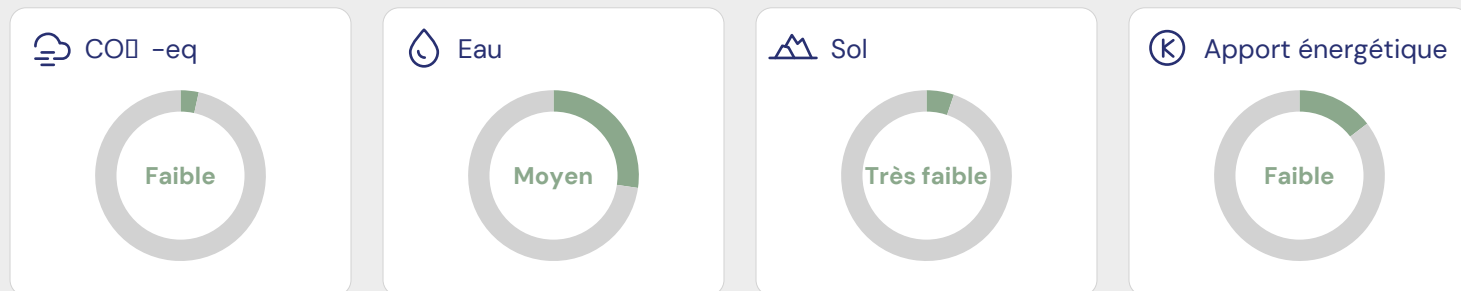 CO▯ -eq
Faible
Eau
Moyen
Sol
Très faible
Apport énergétique
Faible